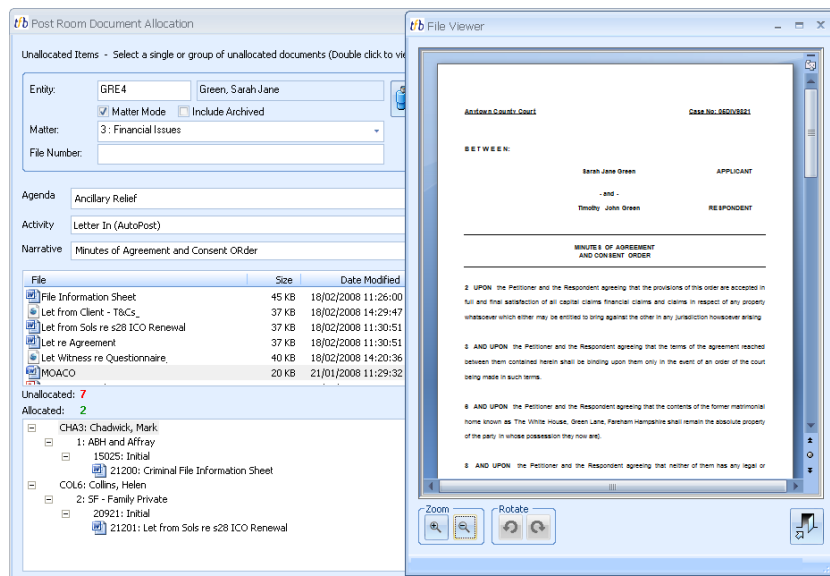 tfb Post Room Document Allocation
Unallocated Items - Select a single or group of unallocated documents (Double click to vie
Entity: GRE4 Green, Sarah Jane
Matter Mode Include Archived
Matter: 3 : Financial Issues
File Number:
Agenda Ancillary Relief
Activity Letter In (AutoPost)
Narrative Minutes of Agreement and Consent ORder
File Size Date Modified
File Information Sheet 45 KB 18/02/2008 11:26:00
Let from Client - T&Cs_ 37 KB 18/02/2008 14:29:47
Let from Sols re s28 ICO Renewal 37 KB 18/02/2008 11:30:51
Let re Agreement 37 KB 18/02/2008 11:30:51
Let Witness re Questionnaire_ 40 KB 18/02/2008 14:20:36
MOACO 20 KB 21/01/2008 11:29:32
Unallocated: 7
Allocated: 2
CHA3: Chadwick, Mark
1: ABH and Affray
15025: Initial
21200: Criminal File Information Sheet
COL6: Collins, Helen
2: SF - Family Private
20921: Initial
21201: Let from Sols re s28 ICO Renewal
tfb File Viewer
Anytown County Court Case No: 06DIV9821
B E T W E E N:
Sarah Jane Green APPLICANT
- and -
Timothy John Green RESPONDENT
MINUTES OF AGREEMENT
AND CONSENT ORDER
2 UPON the Petitioner and the Respondent agreeing that the provisions of this order are accepted in
full and final satisfaction of all capital claims financial claims and claims in respect of any property
whatsoever which either may be entitled to bring against the other in any jurisdiction howsoever arising
3 AND UPON the Petitioner and the Respondent agreeing that the terms of the agreement reached
between them contained herein shall be binding upon them only in the event of an order of the court
being made in such terms.
6 AND UPON the Petitioner and the Respondent agreeing that the contents of the former matrimonial
home known as The White House, Green Lane, Fareham Hampshire shall remain the absolute property
of the party in whose possession they now are).
8 AND UPON the Petitioner and the Respondent agreeing that neither of them has any legal or
Zoom Rotate